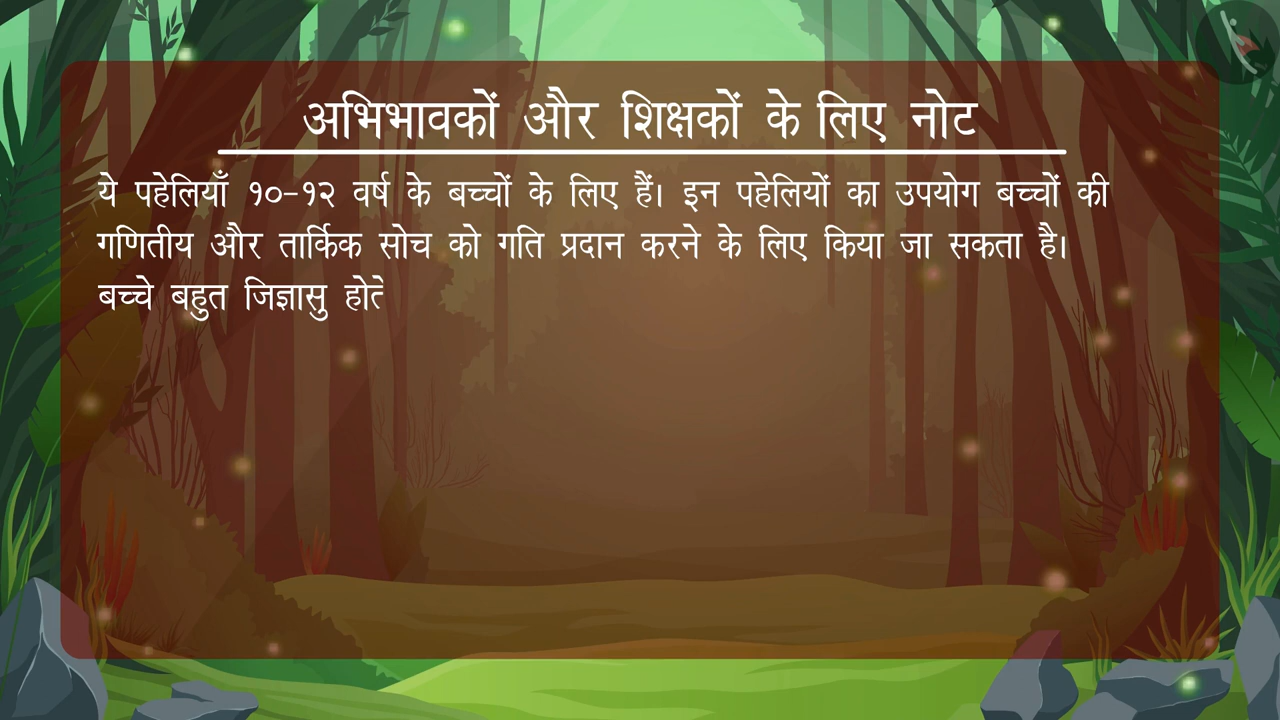 अभिभावकों और शिक्षकों के लिए नोट
ये पहेलियाँ १०-१२ वर्ष के बच्चों के लिए हैं। इन पहेलियों का उपयोग बच्चों की
गणितीय और तार्किक सोच को गति प्रदान करने के लिए किया जा सकता है।
बच्चे बहुत जिज्ञासु होते